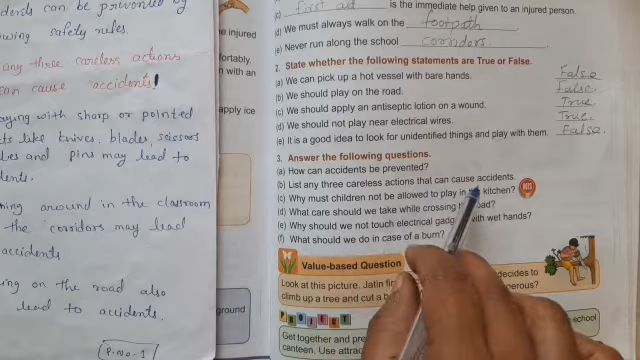 dents can be prevented by
owing safety rules.
any three careless actions
can cause accidents!
aying with sharp or pointed
cts like knives, blades, scissors
bes and pins may lead to
dents.
ning around in the classroom
the corridors may lead
accidents
ing on the road also
lead to accidents.
P.no-1
e injured
fortably.
n with an
apply ice
ground
(c) first aid is the immediate help given to an injured person.
(d) We must always walk on the footpath.
(e) Never run along the school corridors.
2. State whether the following statements are True or False.
(a) We can pick up a hot vessel with bare hands. False
(b) We should play on the road. False.
(c) We should apply an antiseptic lotion on a wound. True
(d) We should not play near electrical wires. True.
(e) It is a good idea to look for unidentified things and play with them. False.
3. Answer the following questions.
(a) How can accidents be prevented?
(b) List any three careless actions that can cause accidents.
(c) Why must children not be allowed to play in kitchen?
(d) What care should we take while crossing ad?
(e) Why should we not touch electrical gadg with wet hands?
(f) What should we do in case of a burn?
Value-based Question
Look at this picture. Jatin fin decides to
climb up a tree and cut a b nerous?
PROJECT
Get together and pre school
canteen. Use attrac